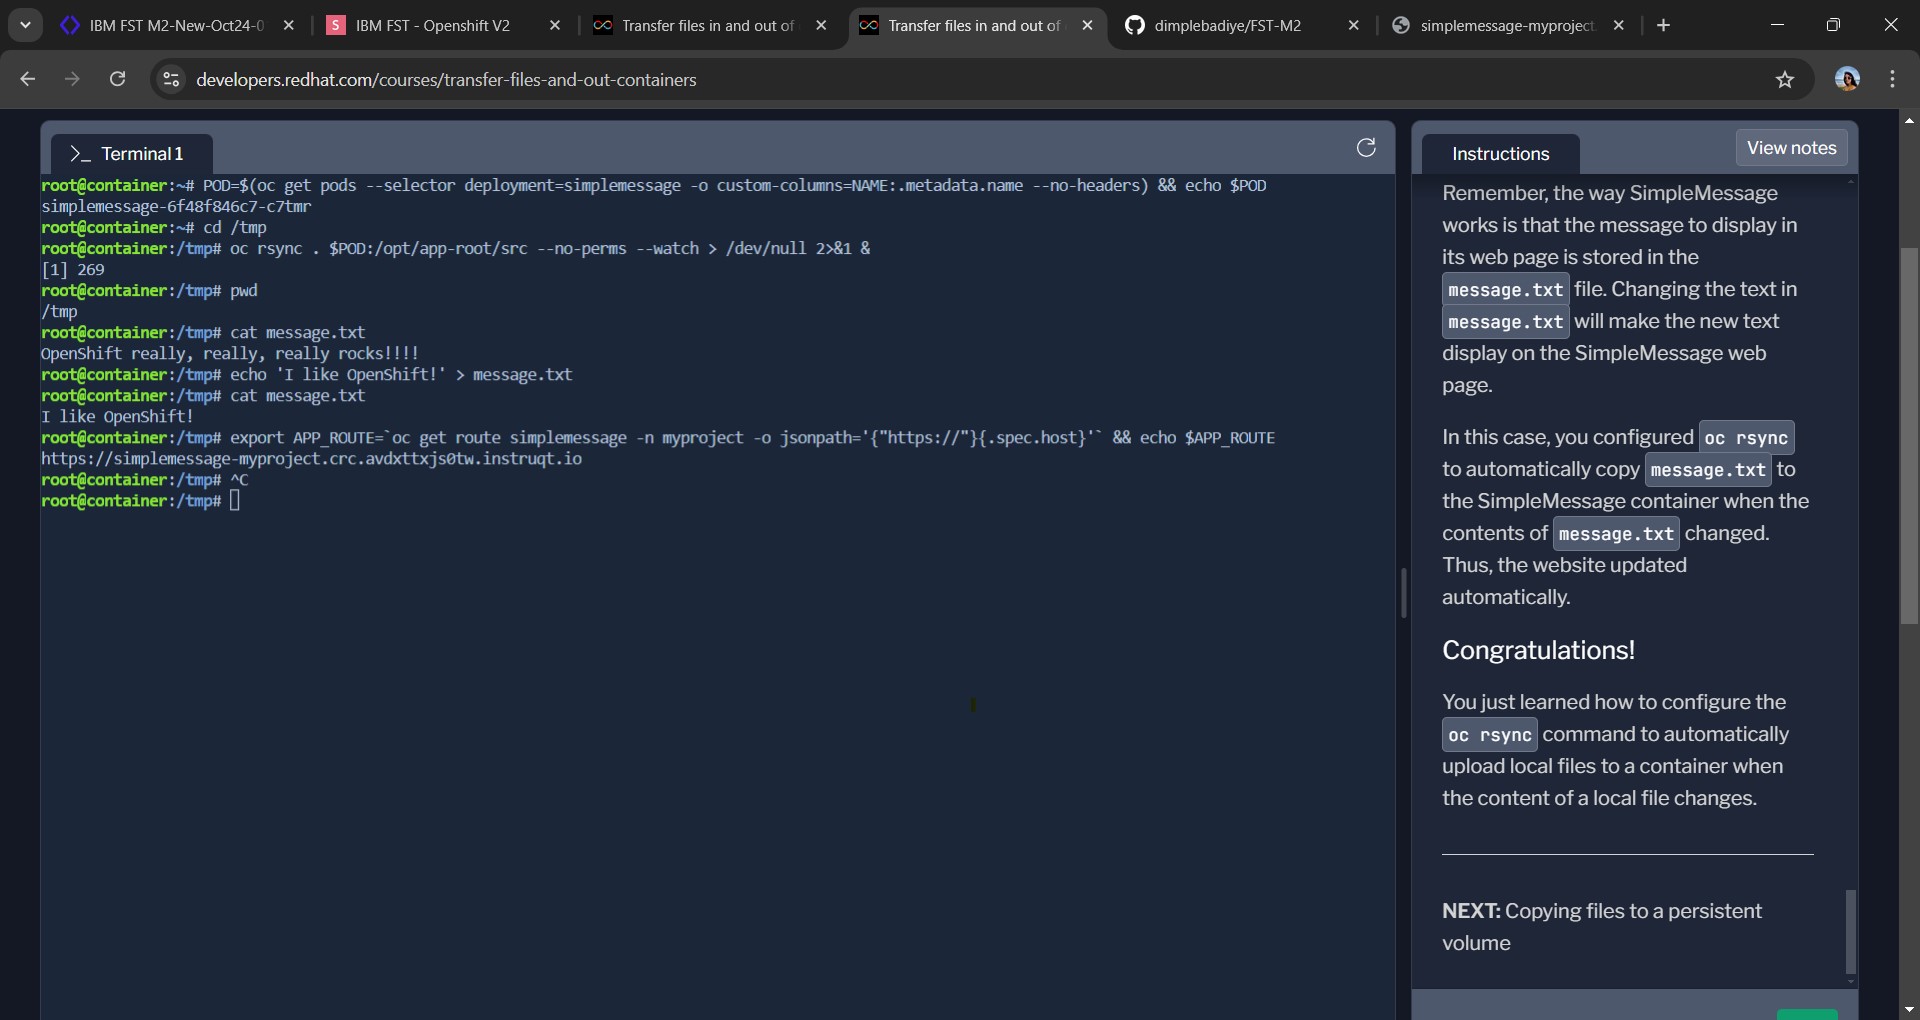 IBM FST M2-New-Oct24-0
IBM FST - Openshift V2
Transfer files in and out of
Transfer files in and out of
dimplebadiye/FST-M2
simplemessage-myproject.
developers.redhat.com/courses/transfer-files-and-out-containers
>_ Terminal 1
root@container:~# POD=$(oc get pods --selector deployment=simplemessage -o custom-columns=NAME:.metadata.name --no-headers) && echo $POD
simplemessage-6f48f846c7-c7tmr
root@container:~# cd /tmp
root@container:/tmp# oc rsync . $POD:/opt/app-root/src --no-perms --watch > /dev/null 2>&1 &
[1] 269
root@container:/tmp# pwd
/tmp
root@container:/tmp# cat message.txt
OpenShift really, really, really rocks!!!!
root@container:/tmp# echo 'I like OpenShift!' > message.txt
root@container:/tmp# cat message.txt
I like OpenShift!
root@container:/tmp# export APP_ROUTE=`oc get route simplemessage -n myproject -o jsonpath='{"https://"}{.spec.host}'` && echo $APP_ROUTE
https://simplemessage-myproject.crc.avdxttxjs0tw.instruqt.io
root@container:/tmp# ^C
root@container:/tmp#
Instructions
View notes
Remember, the way SimpleMessage
works is that the message to display in
its web page is stored in the
message.txt file. Changing the text in
message.txt will make the new text
display on the SimpleMessage web
page.
In this case, you configured oc rsync
to automatically copy message.txt to
the SimpleMessage container when the
contents of message.txt changed.
Thus, the website updated
automatically.
Congratulations!
You just learned how to configure the
oc rsync command to automatically
upload local files to a container when
the content of a local file changes.
NEXT: Copying files to a persistent
volume